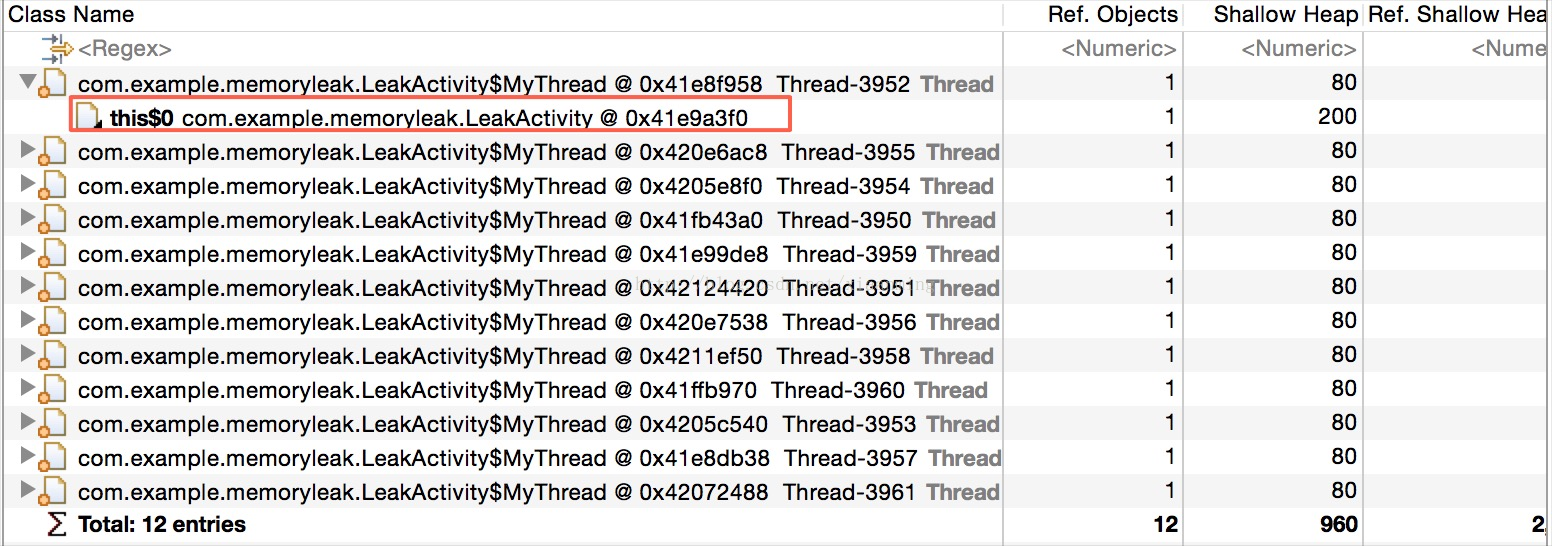 Class Name Ref. Objects Shallow Heap Ref. Shallow Hea
<Regex> <Numeric> <Numeric> <Nume
com.example.memoryleak.LeakActivity$MyThread @ 0x41e8f958 Thread-3952 Thread 1 80
this$0 com.example.memoryleak.LeakActivity @ 0x41e9a3f0 1 200
com.example.memoryleak.LeakActivity$MyThread @ 0x420e6ac8 Thread-3955 Thread 1 80
com.example.memoryleak.LeakActivity$MyThread @ 0x4205e8f0 Thread-3954 Thread 1 80
com.example.memoryleak.LeakActivity$MyThread @ 0x41fb43a0 Thread-3950 Thread 1 80
com.example.memoryleak.LeakActivity$MyThread @ 0x41e99de8 Thread-3959 Thread 1 80
com.example.memoryleak.LeakActivity$MyThread @ 0x42124420 Thread-3951 Thread 1 80
com.example.memoryleak.LeakActivity$MyThread @ 0x420e7538 Thread-3956 Thread 1 80
com.example.memoryleak.LeakActivity$MyThread @ 0x4211ef50 Thread-3958 Thread 1 80
com.example.memoryleak.LeakActivity$MyThread @ 0x41ffb970 Thread-3960 Thread 1 80
com.example.memoryleak.LeakActivity$MyThread @ 0x4205c540 Thread-3953 Thread 1 80
com.example.memoryleak.LeakActivity$MyThread @ 0x41e8db38 Thread-3957 Thread 1 80
com.example.memoryleak.LeakActivity$MyThread @ 0x42072488 Thread-3961 Thread 1 80
Total: 12 entries 12 960 2,